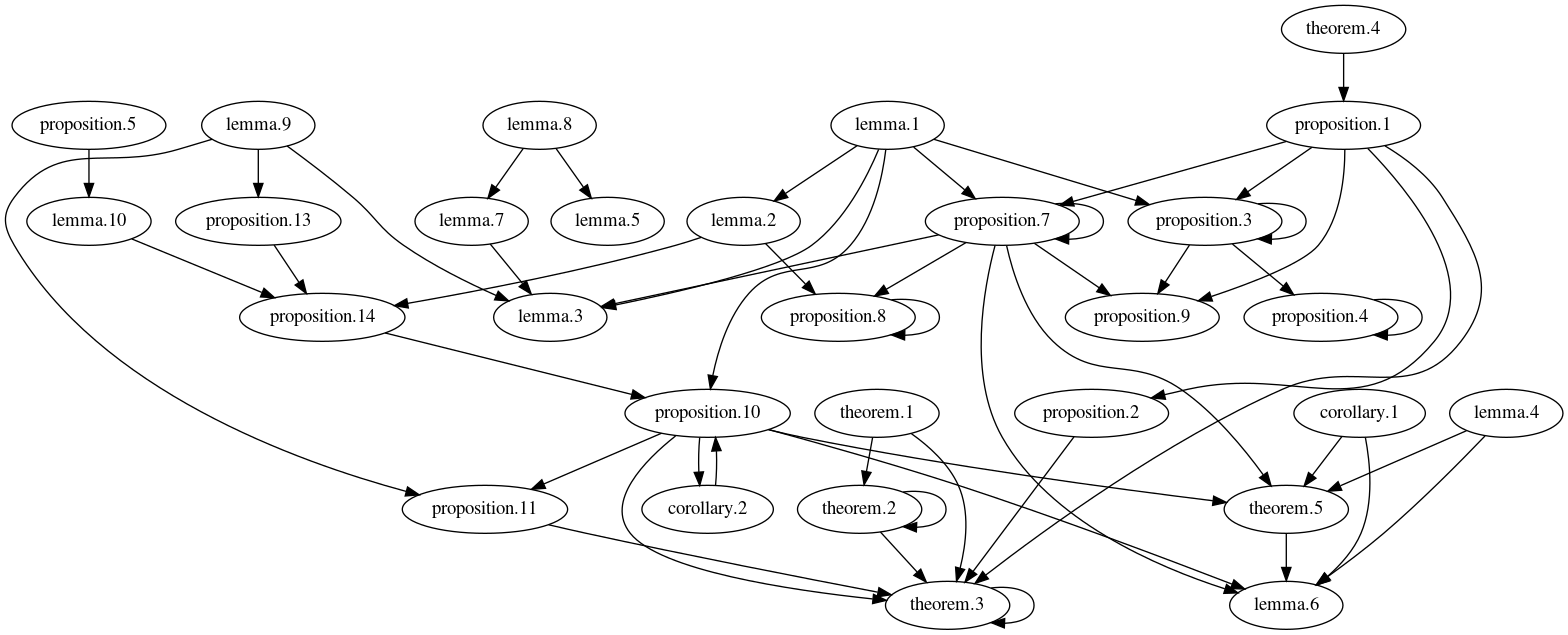 theorem.4
proposition.5
lemma.9
lemma.8
lemma.1
proposition.1
lemma.10
proposition.13
lemma.7
lemma.5
lemma.2
proposition.7
proposition.3
proposition.14
lemma.3
proposition.8
proposition.9
proposition.4
proposition.10
theorem.1
proposition.2
corollary.1
lemma.4
proposition.11
corollary.2
theorem.2
theorem.5
theorem.3
lemma.6